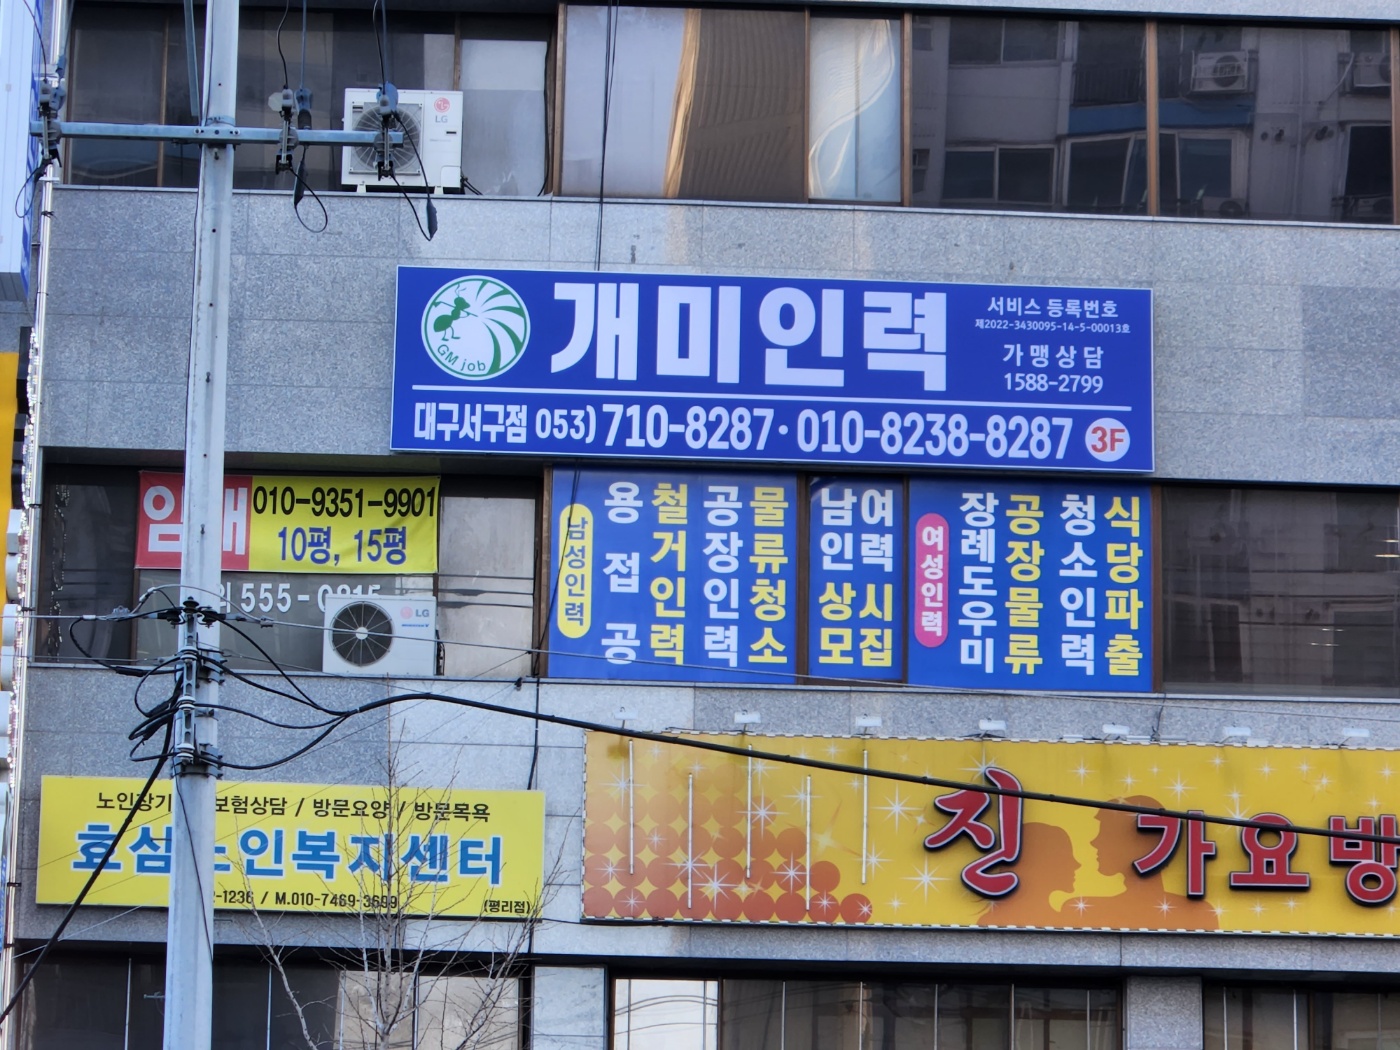 LG
GM job
개미인력
서비스 등록번호
제2022-3430095-14-5-00013호
가맹상담
1588-2799
대구서구점 053)710-8287·010-8238-8287 3F
임대
010-9351-9901
10평, 15평
555-0815
LG
남성인력
용접공
철거인력
공장인력
물류청소
남인상모
여력시집
여성인력
장례도우미
공장물류
청소인력
식당파출
노인장기 보험상담 / 방문요양 / 방문목욕
효섬노인복지센터
-1236 / M.010-7469-3699 (평리점)
진 가요방